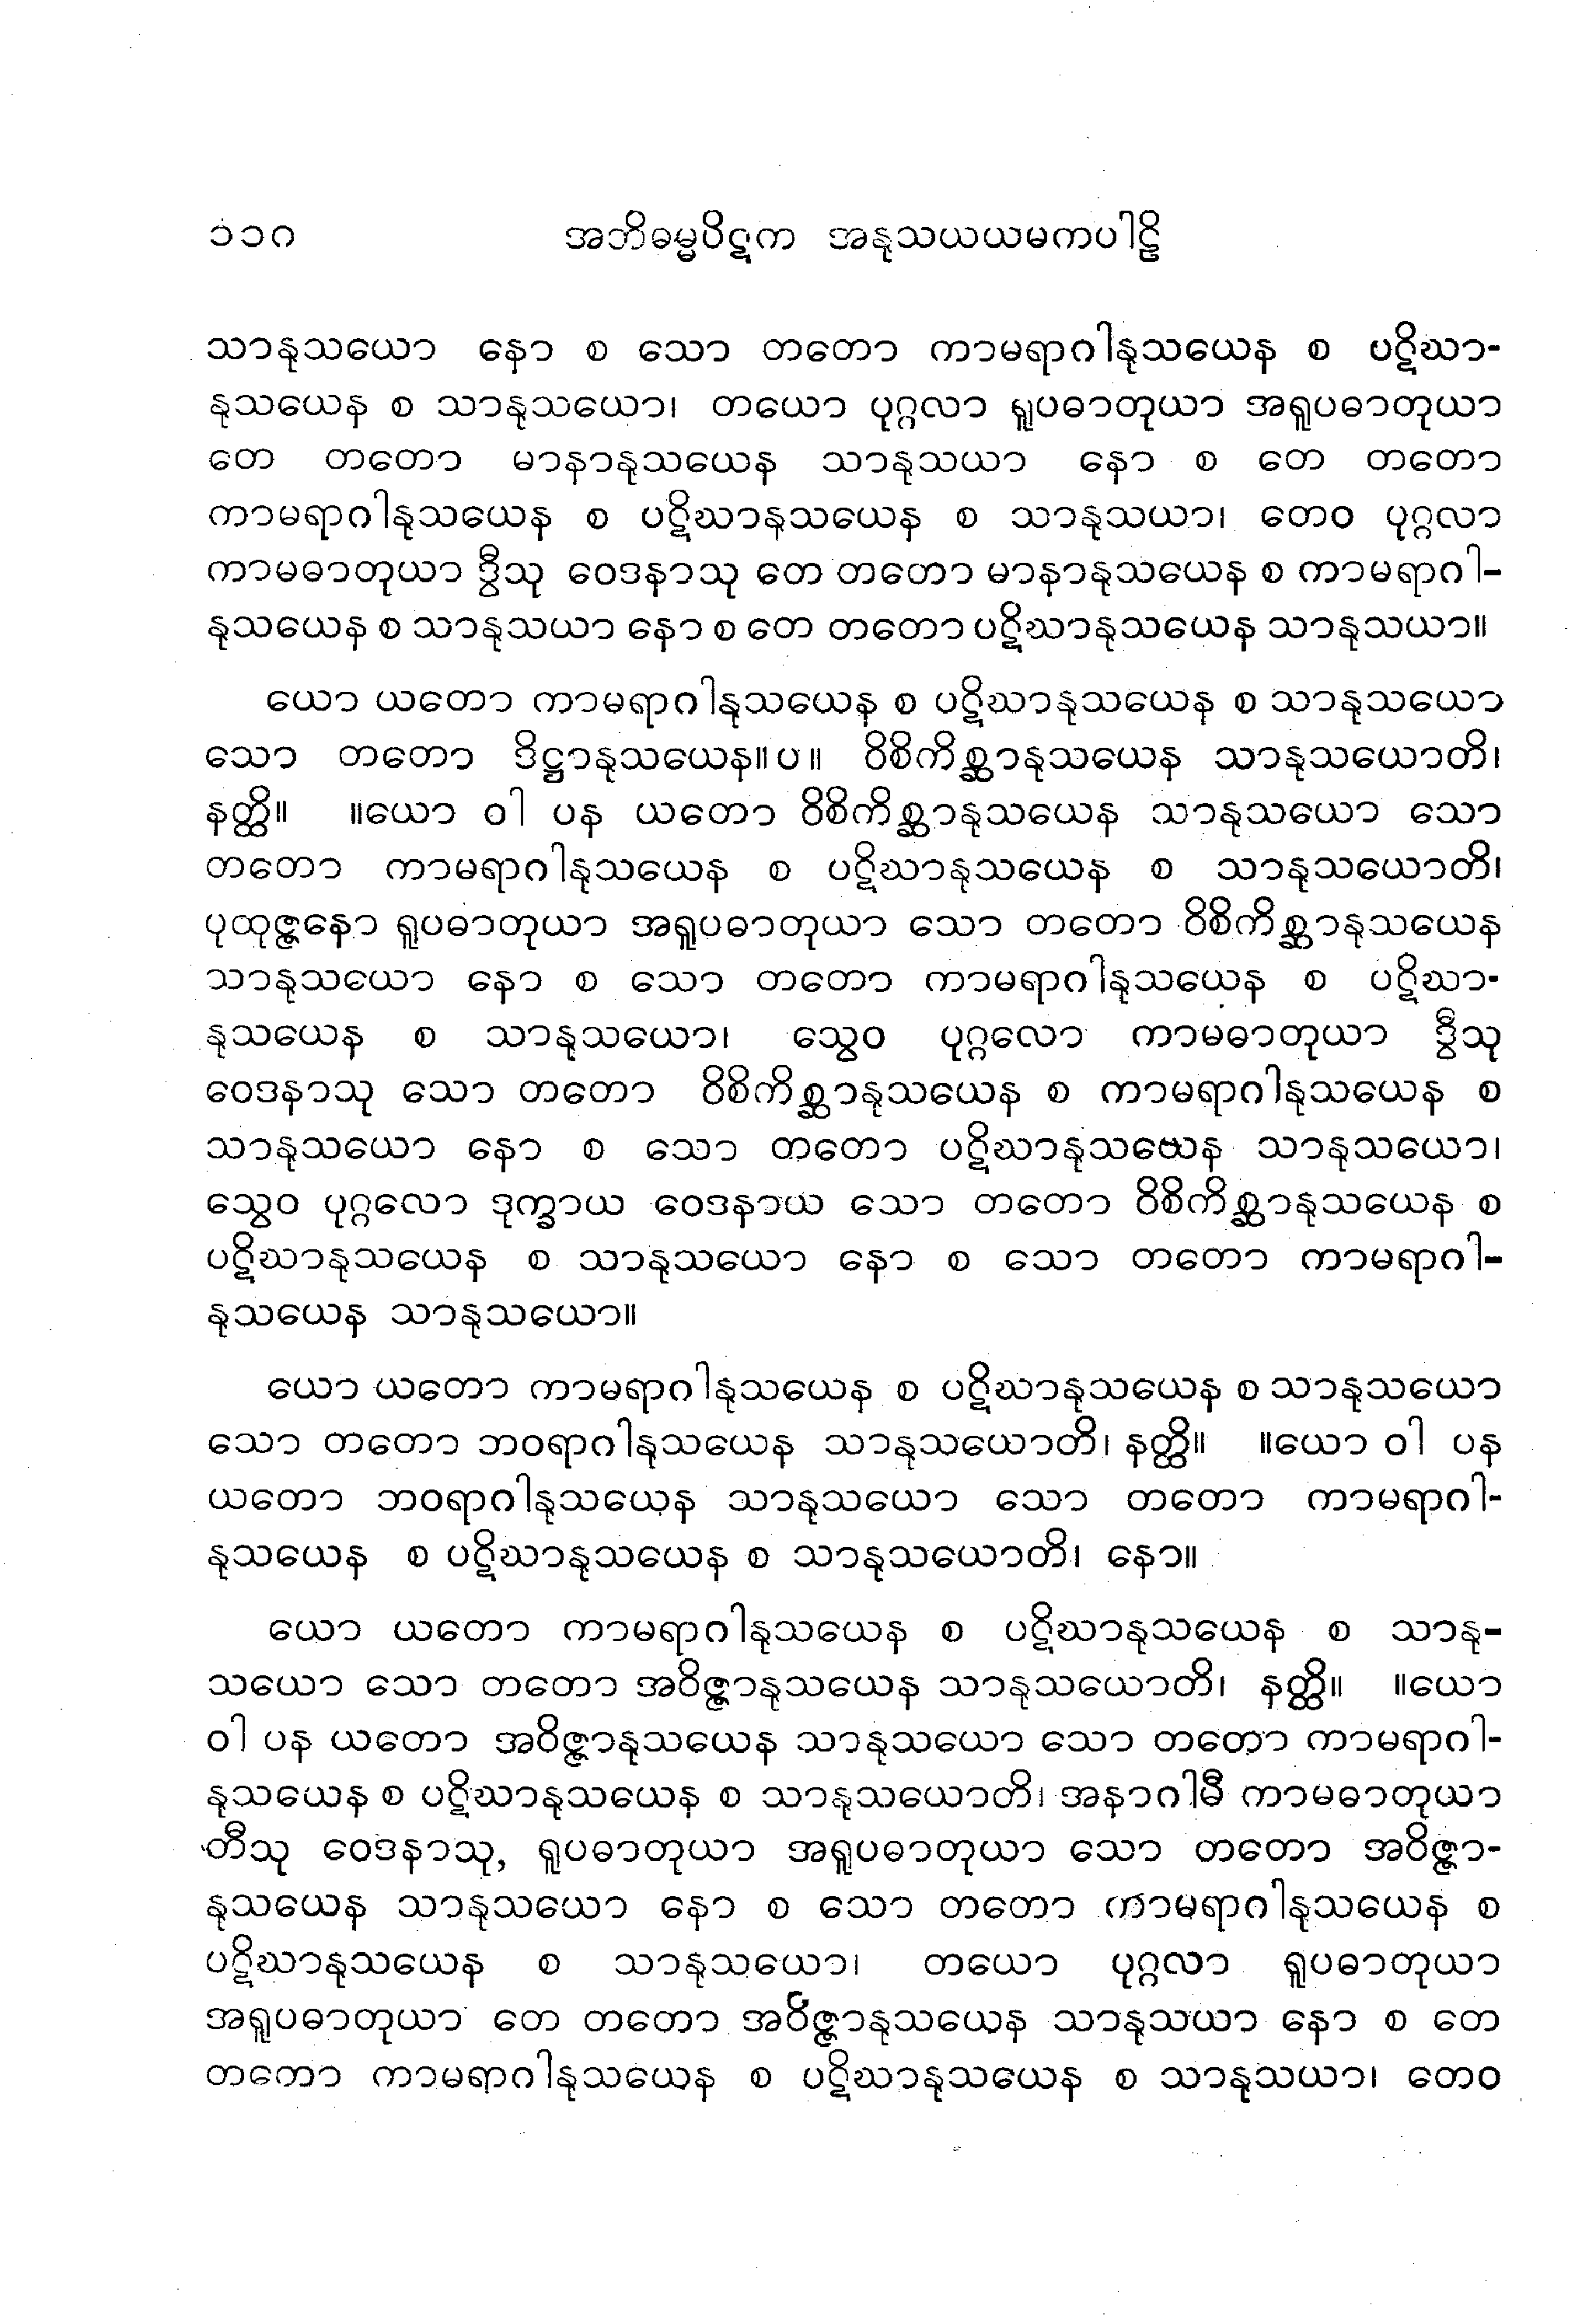 ၁၁ဂ အဘိဓမ္မပိဋက အနုသယယမကပါဠိ
သာနုသယော နော စ သော တတော ကာမရာဂါနုသယေန စ ပဋိဃာ-
နုသယေန စ သာနုသယော၊ တယော ပုဂ္ဂလာ ရူပဓာတုယာ အရူပဓာတုယာ
တေ တတော မာနာနုသယေန သာနုသယာ နော စ တေ တတော
ကာမရာဂါနုသယေန စ ပဋိဃာနုသယေန စ သာနုသယာ၊ တေဝ ပုဂ္ဂလာ
ကာမဓာတုယာ ဒွီသု ဝေဒနာသု တေ တတော မာနာနုသယေန စ ကာမရာဂါ-
နုသယေန စ သာနုသယာ နော စ တေ တတော ပဋိဃာနုသယေန သာနုသယာ။
ယော ယတော ကာမရာဂါနုသယေန စ ပဋိဃာနုသယေန စ သာနုသယော
သော တတော ဒိဋ္ဌာနုသယေန။ပ။ ဝိစိကိစ္ဆာနုသယေန သာနုသယောတိ၊
နတ္ထိ။ ။ယော ဝါ ပန ယတော ဝိစိကိစ္ဆာနုသယေန သာနုသယော သော
တတော ကာမရာဂါနုသယေန စ ပဋိဃာနုသယေန စ သာနုသယောတိ၊
ပုထုဇ္ဇနော ရူပဓာတုယာ အရူပဓာတုယာ သော တတော ဝိစိကိစ္ဆာနုသယေန
သာနုသယော နော စ သော တတော ကာမရာဂါနုသယေန စ ပဋိဃာ-
နုသယေန စ သာနုသယော၊ သွေဝ ပုဂ္ဂလော ကာမဓာတုယာ ဒွီသု
ဝေဒနာသု သော တတော ဝိစိကိစ္ဆာနုသယေန စ ကာမရာဂါနုသယေန စ
သာနုသယော နော စ သော တတော ပဋိဃာနုသယေန သာနုသယော၊
သွေဝ ပုဂ္ဂလော ဒုက္ခာယ ဝေဒနာယ သော တတော ဝိစိကိစ္ဆာနုသယေန စ
ပဋိဃာနုသယေန စ သာနုသယော နော စ သော တတော ကာမရာဂါ-
နုသယေန သာနုသယော။
ယော ယတော ကာမရာဂါနုသယေန စ ပဋိဃာနုသယေန စ သာနုသယော
သော တတော ဘဝရာဂါနုသယေန သာနုသယောတိ၊ နတ္ထိ။ ။ယော ဝါ ပန
ယတော ဘဝရာဂါနုသယေန သာနုသယော သော တတော ကာမရာဂါ-
နုသယေန စ ပဋိဃာနုသယေန စ သာနုသယောတိ၊ နော။
ယော ယတော ကာမရာဂါနုသယေန စ ပဋိဃာနုသယေန စ သာနု-
သယော သော တတော အဝိဇ္ဇာနုသယေန သာနုသယောတိ၊ နတ္ထိ။ ။ယော
ဝါ ပန ယတော အဝိဇ္ဇာနုသယေန သာနုသယော သော တတော ကာမရာဂါ-
နုသယေန စ ပဋိဃာနုသယေန စ သာနုသယောတိ၊ အနာဂါမီ ကာမဓာတုယာ
တီသု ဝေဒနာသု, ရူပဓာတုယာ အရူပဓာတုယာ သော တတော အဝိဇ္ဇာ-
နုသယေန သာနုသယော နော စ သော တတော ကာမရာဂါနုသယေန စ
ပဋိဃာနုသယေန စ သာနုသယော၊ တယော ပုဂ္ဂလာ ရူပဓာတုယာ
အရူပဓာတုယာ တေ တတော အဝိဇ္ဇာနုသယေန သာနုသယာ နော စ တေ
တကော ကာမရာဂါနုသယေန စ ပဋိဃာနုသယေန စ သာနုသယာ၊ တေဝ